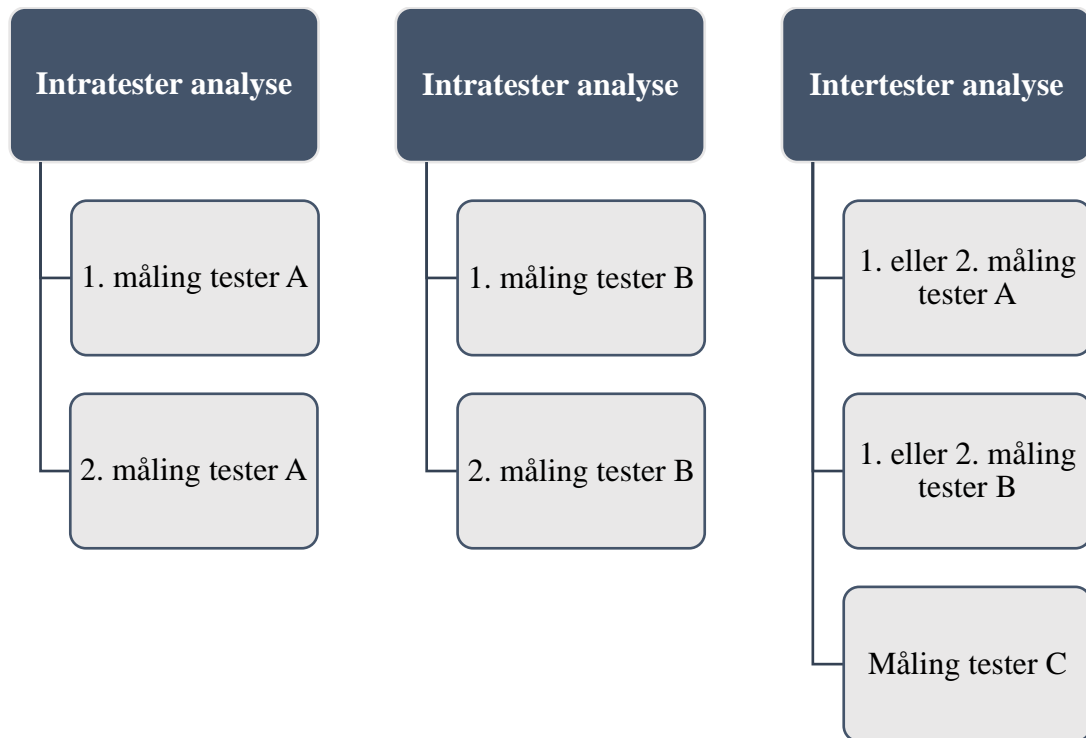 Intratester analyse
1. måling tester A
2. måling tester A
Intratester analyse
1. måling tester B
2. måling tester B
Intertester analyse
1. eller 2. måling
tester A
1. eller 2. måling
tester B
Måling tester C